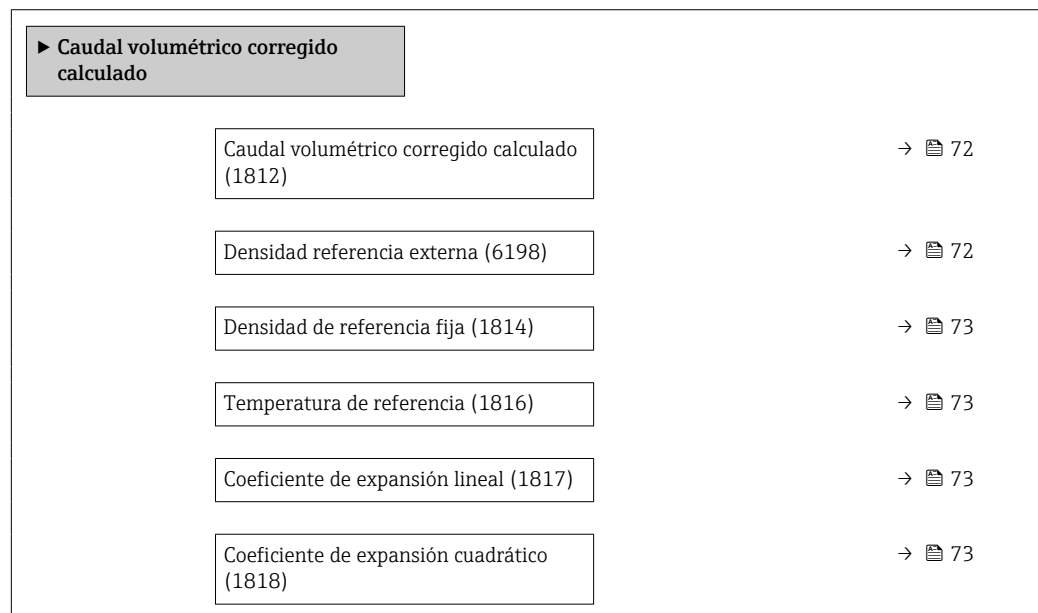 ▶ Caudal volumétrico corregido
calculado
Caudal volumétrico corregido calculado
(1812)
→ 72
Densidad referencia externa (6198)
→ 72
Densidad de referencia fija (1814)
→ 73
Temperatura de referencia (1816)
→ 73
Coeficiente de expansión lineal (1817)
→ 73
Coeficiente de expansión cuadrático
(1818)
→ 73